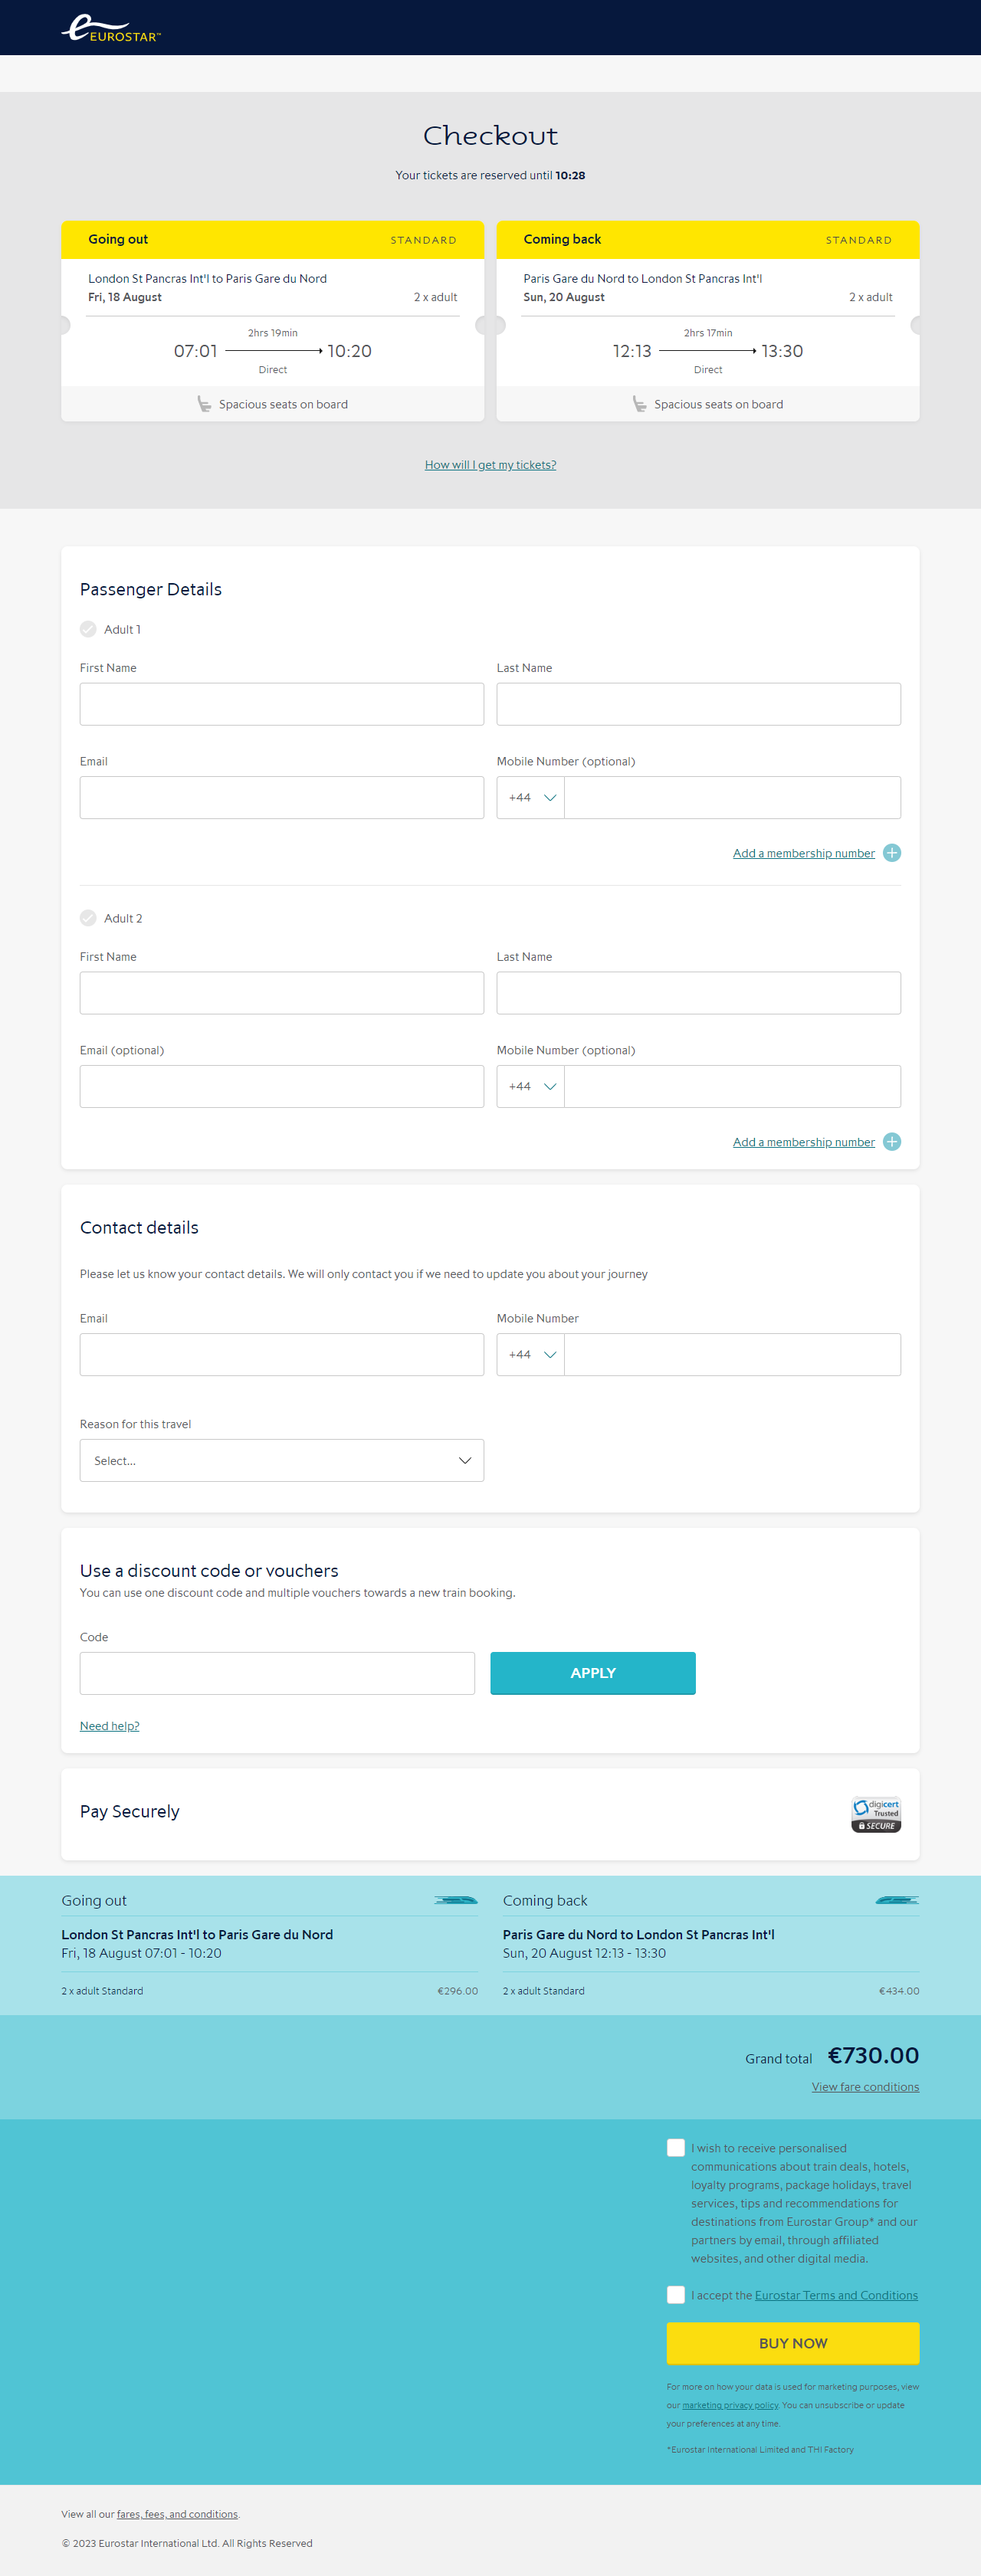 EUROSTAR™
Checkout
Your tickets are reserved until 10:28
Going out STANDARD
London St Pancras Int'l to Paris Gare du Nord
Fri, 18 August 2 x adult
2hrs 19min
07:01 10:20
Direct
Spacious seats on board
Coming back STANDARD
Paris Gare du Nord to London St Pancras Int'l
Sun, 20 August 2 x adult
2hrs 17min
12:13 13:30
Direct
Spacious seats on board
How will I get my tickets?
Passenger Details
Adult 1
First Name Last Name
Email Mobile Number (optional)
+44
Add a membership number
Adult 2
First Name Last Name
Email (optional) Mobile Number (optional)
+44
Add a membership number
Contact details
Please let us know your contact details. We will only contact you if we need to update you about your journey
Email Mobile Number
+44
Reason for this travel
Select...
Use a discount code or vouchers
You can use one discount code and multiple vouchers towards a new train booking.
Code
APPLY
Need help?
Pay Securely
digicert
Trusted
SECURE
Going out
London St Pancras Int'l to Paris Gare du Nord
Fri, 18 August 07:01 - 10:20
2 x adult Standard €296.00
Coming back
Paris Gare du Nord to London St Pancras Int'l
Sun, 20 August 12:13 - 13:30
2 x adult Standard €434.00
Grand total €730.00
View fare conditions
I wish to receive personalised
communications about train deals, hotels,
loyalty programs, package holidays, travel
services, tips and recommendations for
destinations from Eurostar Group* and our
partners by email, through affiliated
websites, and other digital media.
I accept the Eurostar Terms and Conditions
BUY NOW
For more on how your data is used for marketing purposes, view
our marketing privacy policy. You can unsubscribe or update
your preferences at any time.
*Eurostar International Limited and THI Factory
View all our fares, fees, and conditions.
© 2023 Eurostar International Ltd. All Rights Reserved